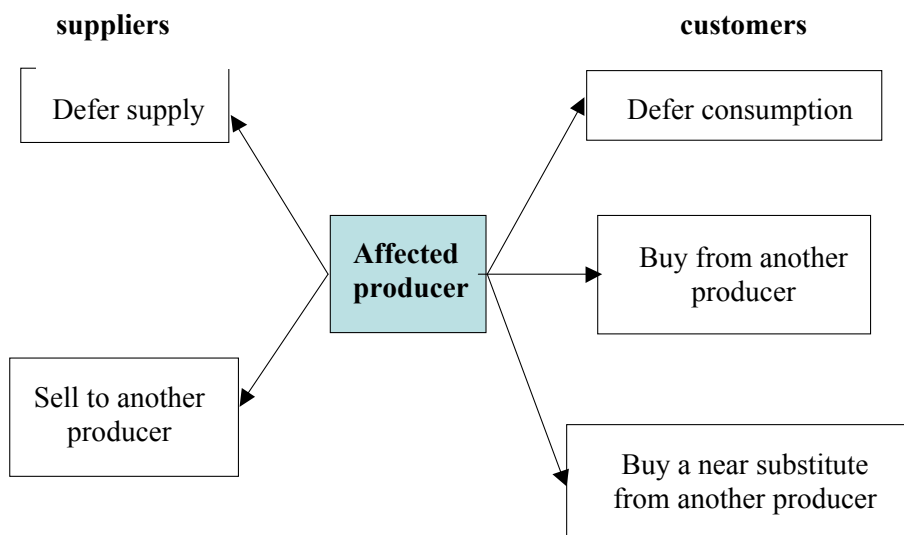 suppliers
customers
Defer supply
Defer consumption
Affected
producer
Buy from another
producer
Sell to another
producer
Buy a near substitute
from another producer